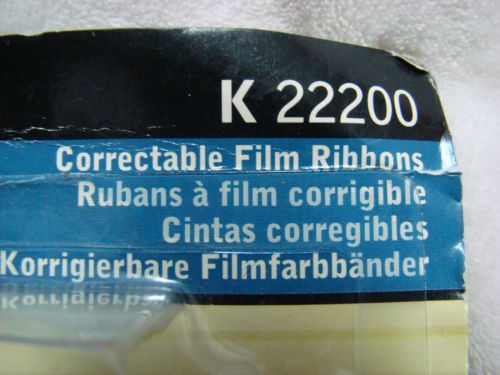 K 22200
Correctable Film Ribbons
Rubans à film corrigible
Cintas corregibles
Korrigierbare Filmfarbbänder